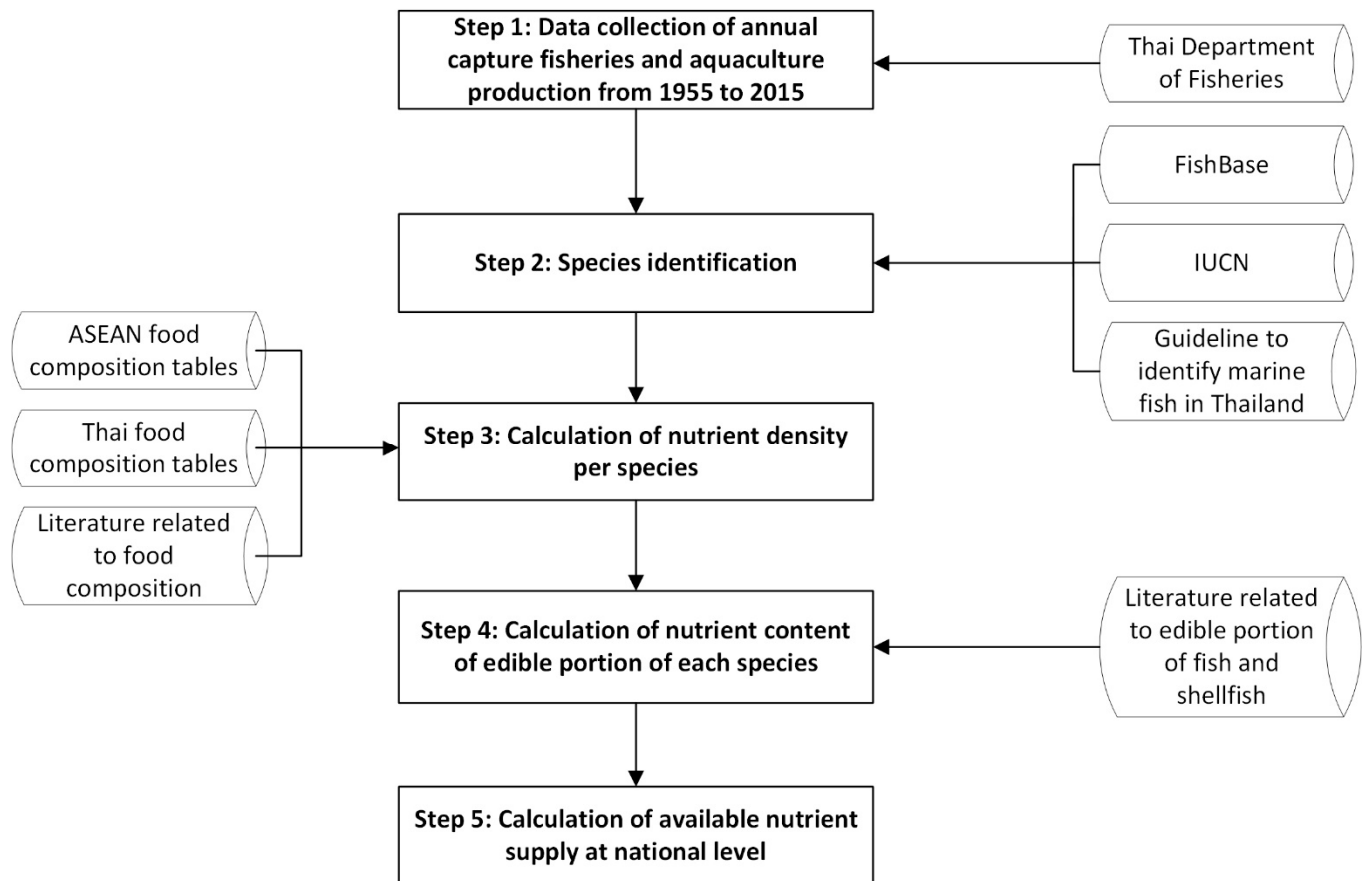 Step 1: Data collection of annual
capture fisheries and aquaculture
production from 1955 to 2015
Thai Department
of Fisheries
FishBase
Step 2: Species identification
IUCN
Guideline to
identify marine
fish in Thailand
ASEAN food
composition tables
Thai food
composition tables
Literature related
to food
composition
Step 3: Calculation of nutrient density
per species
Step 4: Calculation of nutrient content
of edible portion of each species
Literature related
to edible portion
of fish and
shellfish
Step 5: Calculation of available nutrient
supply at national level